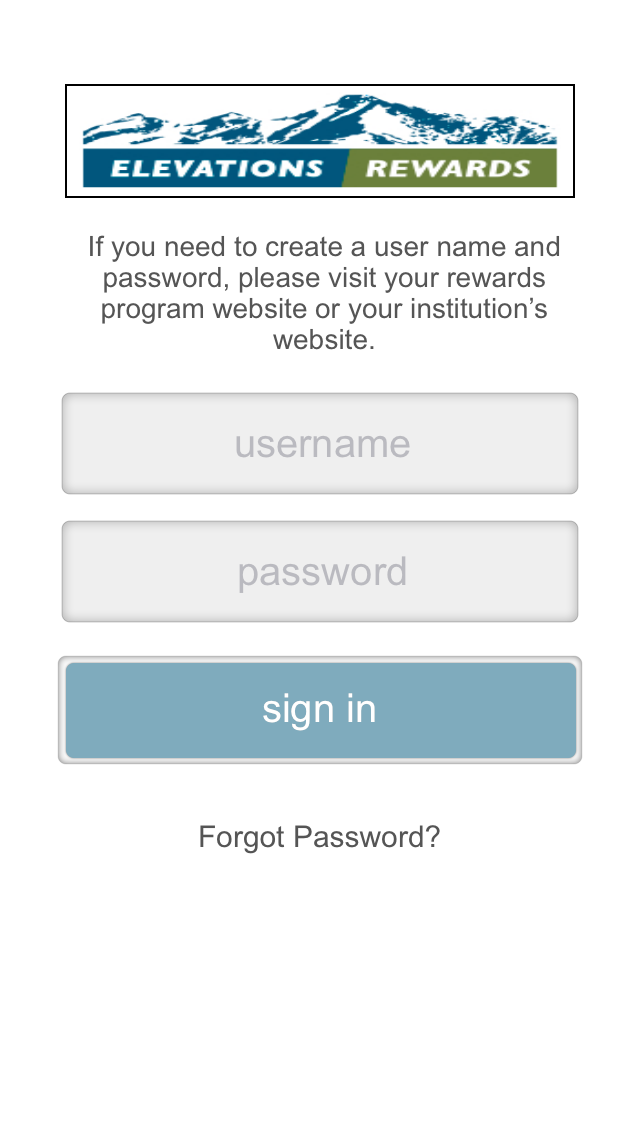 ELEVATIONS REWARDS
If you need to create a user name and
password, please visit your rewards
program website or your institution’s
website.
username
password
sign in
Forgot Password?